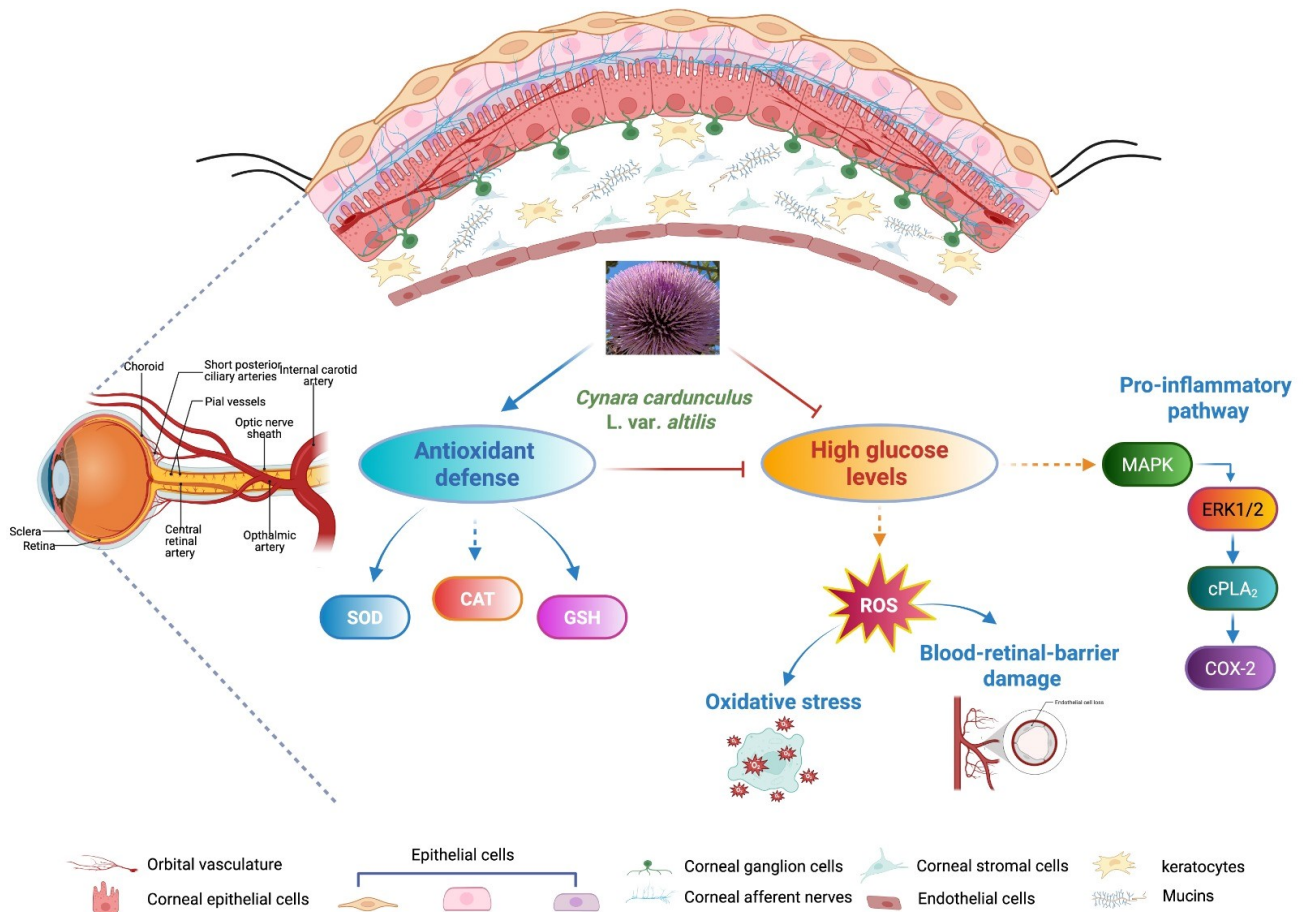 Choroid
Short posterior
ciliary arteries
Internal carotid
artery
Pial vessels
Optic nerve
sheath
Sclera
Retina
Central
retinal
artery
Opthalmic
artery
Cynara cardunculus
L. var. altilis
Antioxidant
defense
High glucose
levels
Pro-inflammatory
pathway
MAPK
ERK1/2
cPLA₂
COX-2
SOD
CAT
GSH
ROS
Oxidative stress
Blood-retinal-barrier
damage
Endothelial cell loss
Orbital vasculature
Corneal epithelial cells
Epithelial cells
Corneal ganglion cells
Corneal afferent nerves
Corneal stromal cells
Endothelial cells
keratocytes
Mucins